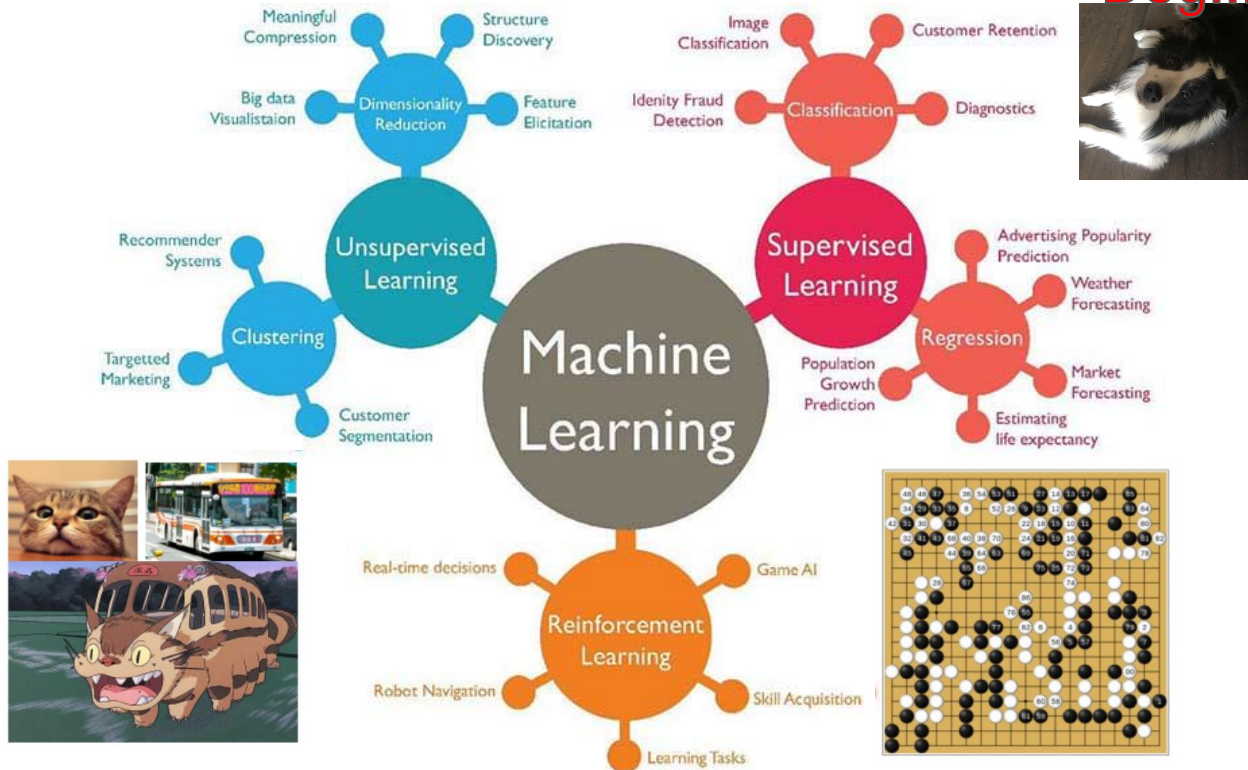 Meaningful
Compression
Structure
Discovery
Big data
Visualistaion
Dimensionality
Reduction
Feature
Elicitation
Image
Classification
Customer Retention
Idenity Fraud
Detection
Classification
Diagnostics
Recommender
Systems
Unsupervised
Learning
Clustering
Targetted
Marketing
Customer
Segmentation
Supervised
Learning
Advertising Popularity
Prediction
Weather
Forecasting
Regression
Population
Growth
Prediction
Market
Forecasting
Estimating
life expectancy
Machine
Learning
Real-time decisions
Game AI
Reinforcement
Learning
Robot Navigation
Skill Acquisition
Learning Tasks